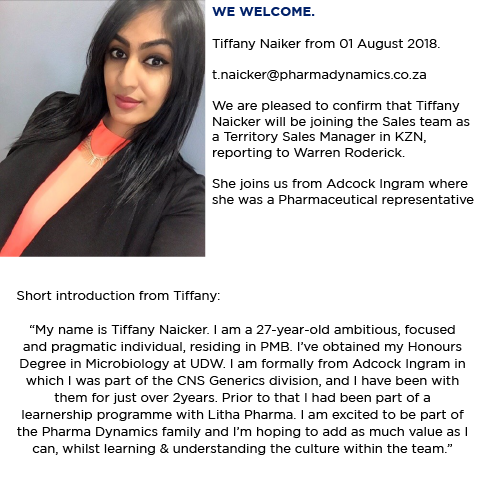 WE WELCOME.
Tiffany Naiker from 01 August 2018.
t.naicker@pharmadynamics.co.za
We are pleased to confirm that Tiffany
Naicker will be joining the Sales team as
a Territory Sales Manager in KZN,
reporting to Warren Roderick.
She joins us from Adcock Ingram where
she was a Pharmaceutical representative
Short introduction from Tiffany:
“My name is Tiffany Naicker. I am a 27-year-old ambitious, focused
and pragmatic individual, residing in PMB. I’ve obtained my Honours
Degree in Microbiology at UDW. I am formally from Adcock Ingram in
which I was part of the CNS Generics division, and I have been with
them for just over 2years. Prior to that I had been part of a
learnership programme with Litha Pharma. I am excited to be part of
the Pharma Dynamics family and I’m hoping to add as much value as I
can, whilst learning & understanding the culture within the team.”